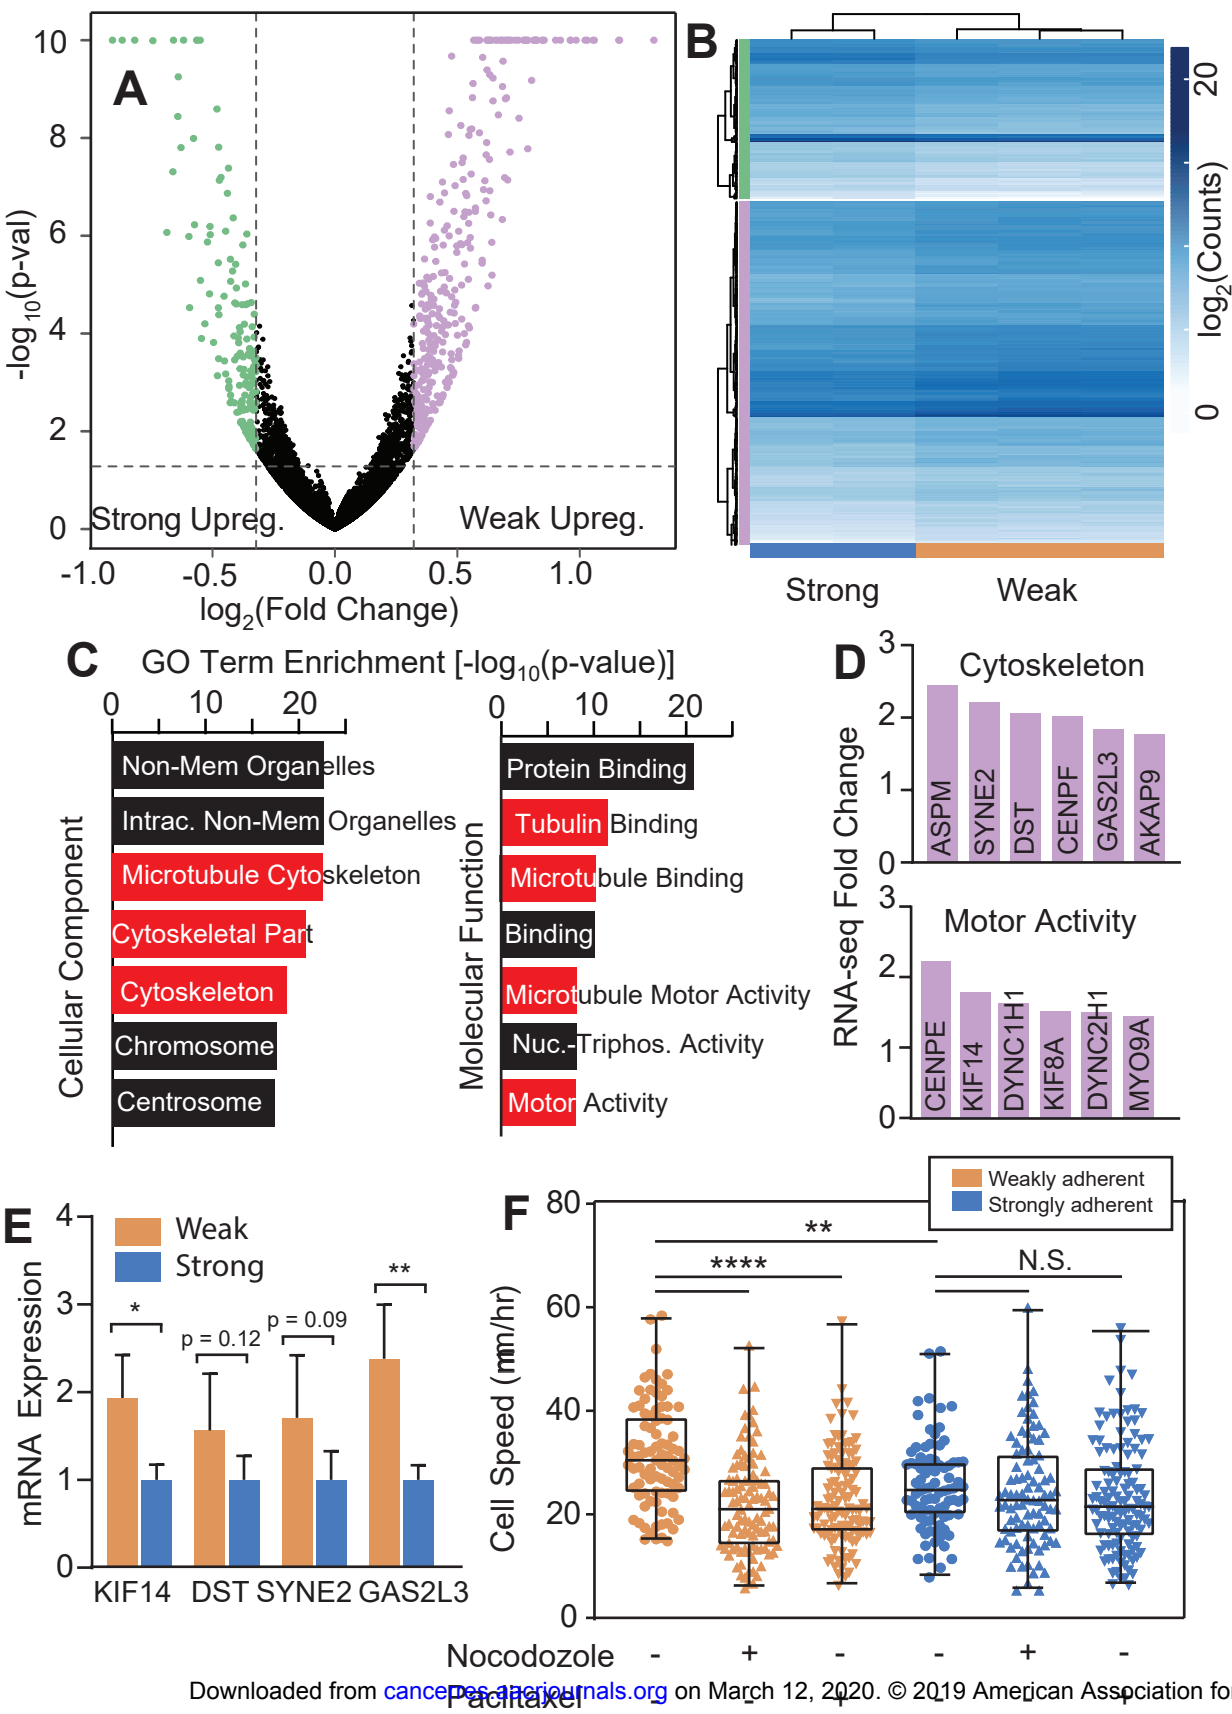 A
10
8
6
4
2
0
-log10(p-val)
Strong Upreg.
Weak Upreg.
-1.0 -0.5 0.0 0.5 1.0
log2(Fold Change)
B
20
0
log2(Counts)
Strong Weak
C
GO Term Enrichment [-log10(p-value)]
0 10 20
Cellular Component
Non-Mem Organelles
Intrac. Non-Mem Organelles
Microtubule Cytoskeleton
Cytoskeletal Part
Cytoskeleton
Chromosome
Centrosome
0 10 20
Molecular Function
Protein Binding
Tubulin Binding
Microtubule Binding
Binding
Microtubule Motor Activity
Nuc.-Triphos. Activity
Motor Activity
D
RNA-seq Fold Change
Cytoskeleton
3
2
1
0
ASPM
SYNE2
DST
CENPF
GAS2L3
AKAP9
Motor Activity
3
2
1
0
CENPE
KIF14
DYNC1H1
KIF8A
DYNC2H1
MYO9A
E
mRNA Expression
4
3
2
1
0
Weak
Strong
*
p = 0.12
p = 0.09
**
KIF14 DST SYNE2 GAS2L3
F
Weakly adherent
Strongly adherent
80
60
40
20
0
Cell Speed (mm/hr)
**
****
N.S.
Nocodozole - + - - + -
Paclitaxel - - + - - +
Downloaded from cancerres.aacrjournals.org on March 12, 2020. © 2019 American Association for